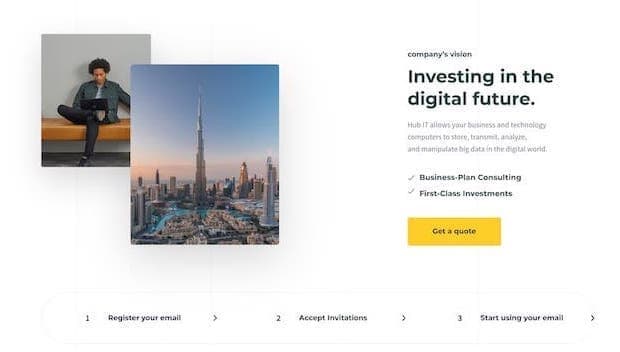 company's vision
Investing in the
digital future.
Hub IT allows your business and technology
computers to store, transmit, analyze,
and manipulate big data in the digital world.
Business-Plan Consulting
First-Class Investments
Get a quote
1 Register your email
2 Accept Invitations
3 Start using your email